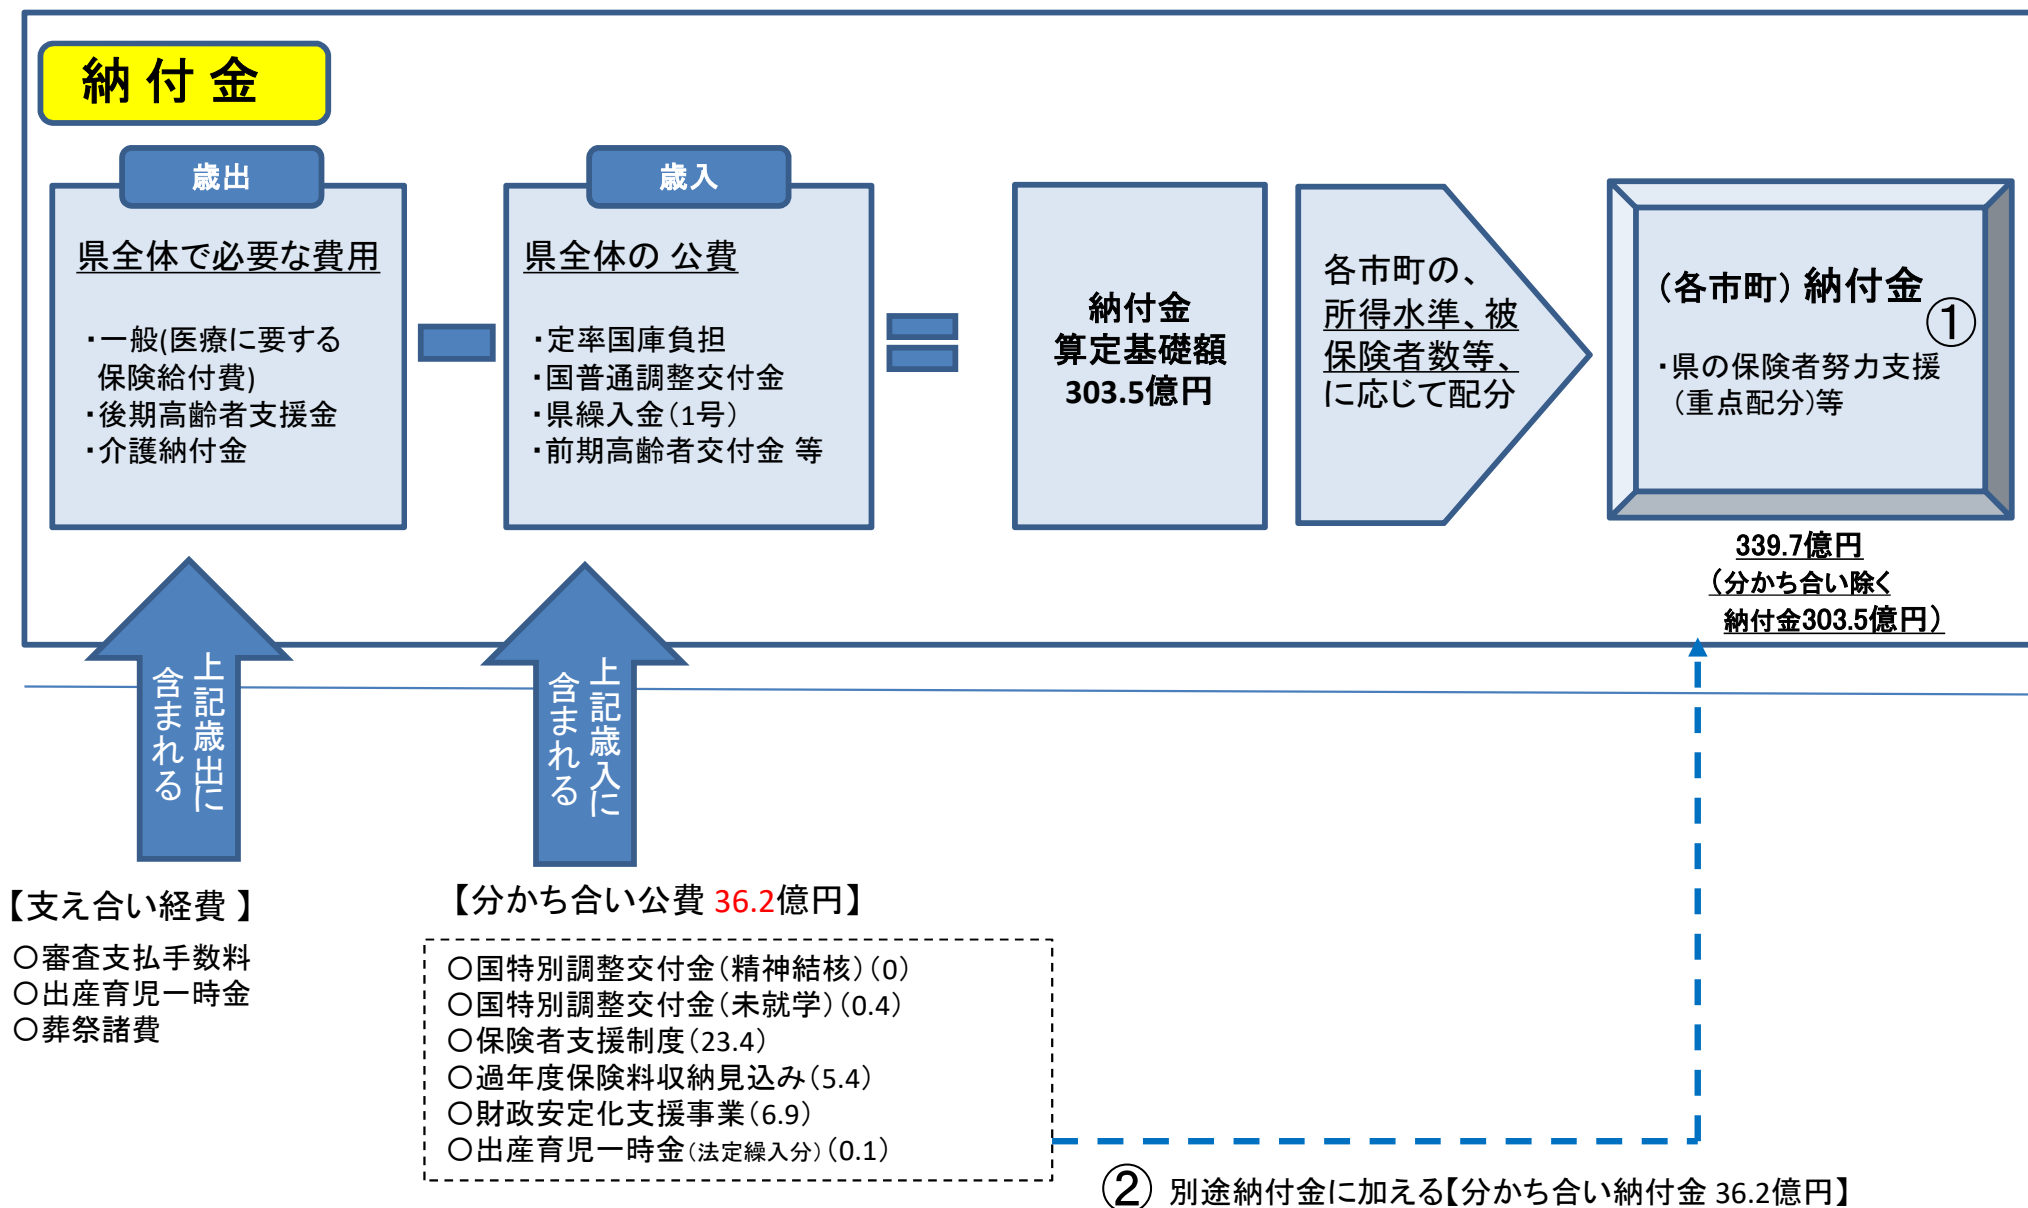 納付金
歳出
県全体で必要な費用
・一般(医療に要する
保険給付費)
・後期高齢者支援金
・介護納付金
歳入
県全体の 公費
・定率国庫負担
・国普通調整交付金
・県繰入金（1号）
・前期高齢者交付金 等
納付金
算定基礎額
303.5億円
各市町の、
所得水準、被
保険者数等、
に応じて配分
（各市町）納付金
①
・県の保険者努力支援
（重点配分）等
339.7億円
（分かち合い除く
納付金303.5億円）
上記歳出に
含まれる
上記歳入に
含まれる
【支え合い経費 】
〇審査支払手数料
〇出産育児一時金
〇葬祭諸費
【分かち合い公費 36.2億円】
〇国特別調整交付金（精神結核）（0）
〇国特別調整交付金（未就学）（0.4）
〇保険者支援制度（23.4）
〇過年度保険料収納見込み（5.4）
〇財政安定化支援事業（6.9）
〇出産育児一時金（法定繰入分）（0.1）
② 別途納付金に加える【分かち合い納付金 36.2億円】